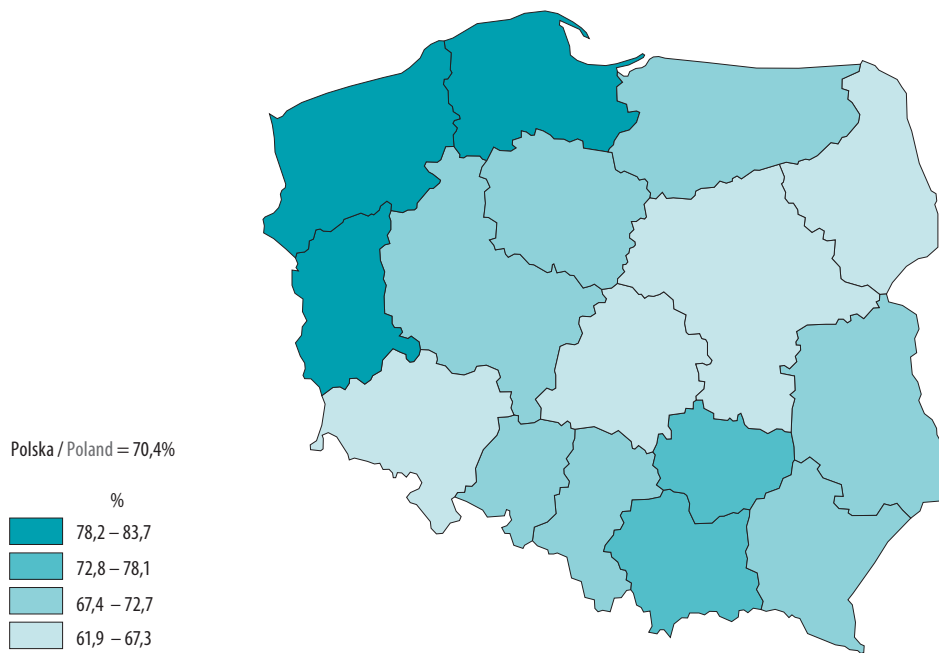 Polska / Poland = 70,4%
%
78,2 – 83,7
72,8 – 78,1
67,4 – 72,7
61,9 – 67,3